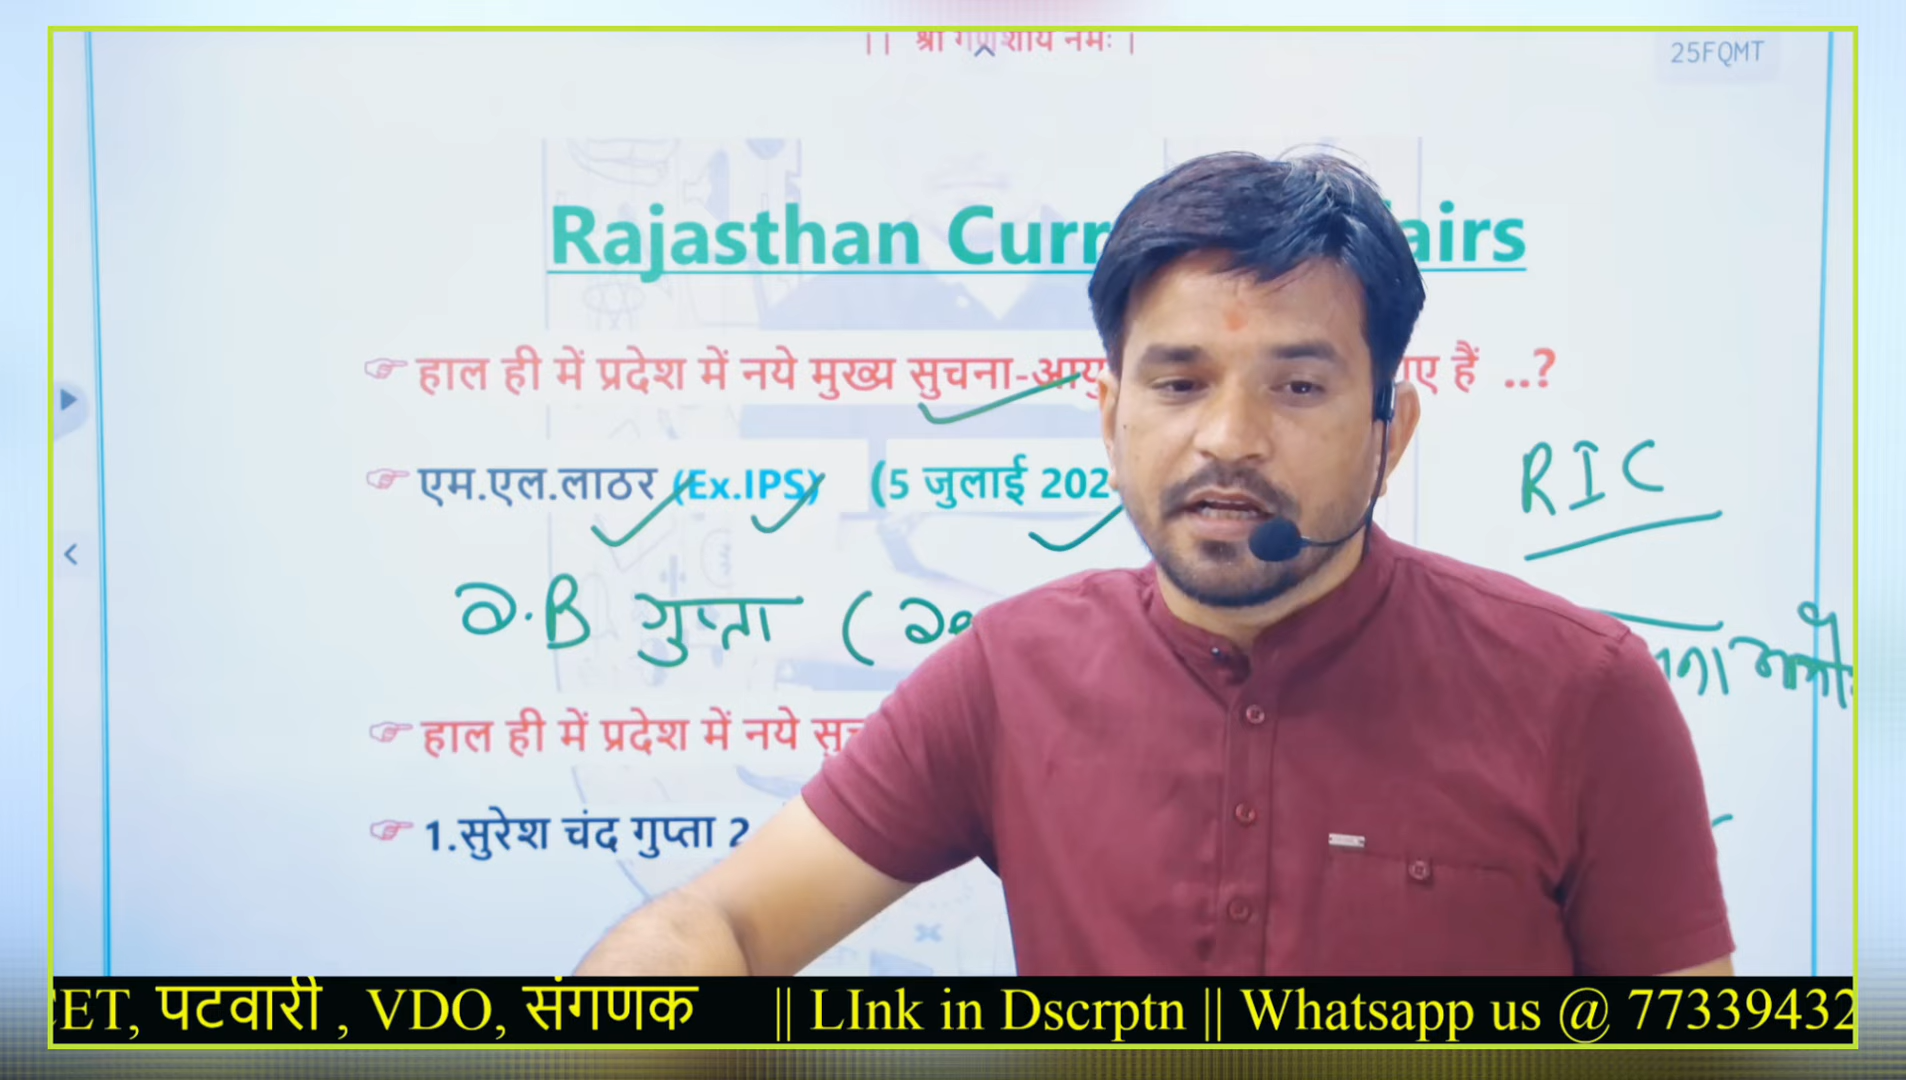 || श्री गणेशाय नमः |
25FQMT
Rajasthan Curr airs
हाल ही में प्रदेश में नये मुख्य सुचना-आयु ए हैं ..?
एम.एल.लाठर (Ex.IPS) (5 जुलाई 202
RIC
D.B गुप्ता (20
हाल ही में प्रदेश में नये सुच
1.सुरेश चंद गुप्ता 2
CET, पटवारी , VDO, संगणक || LInk in Dscrptn || Whatsapp us @ 77339432